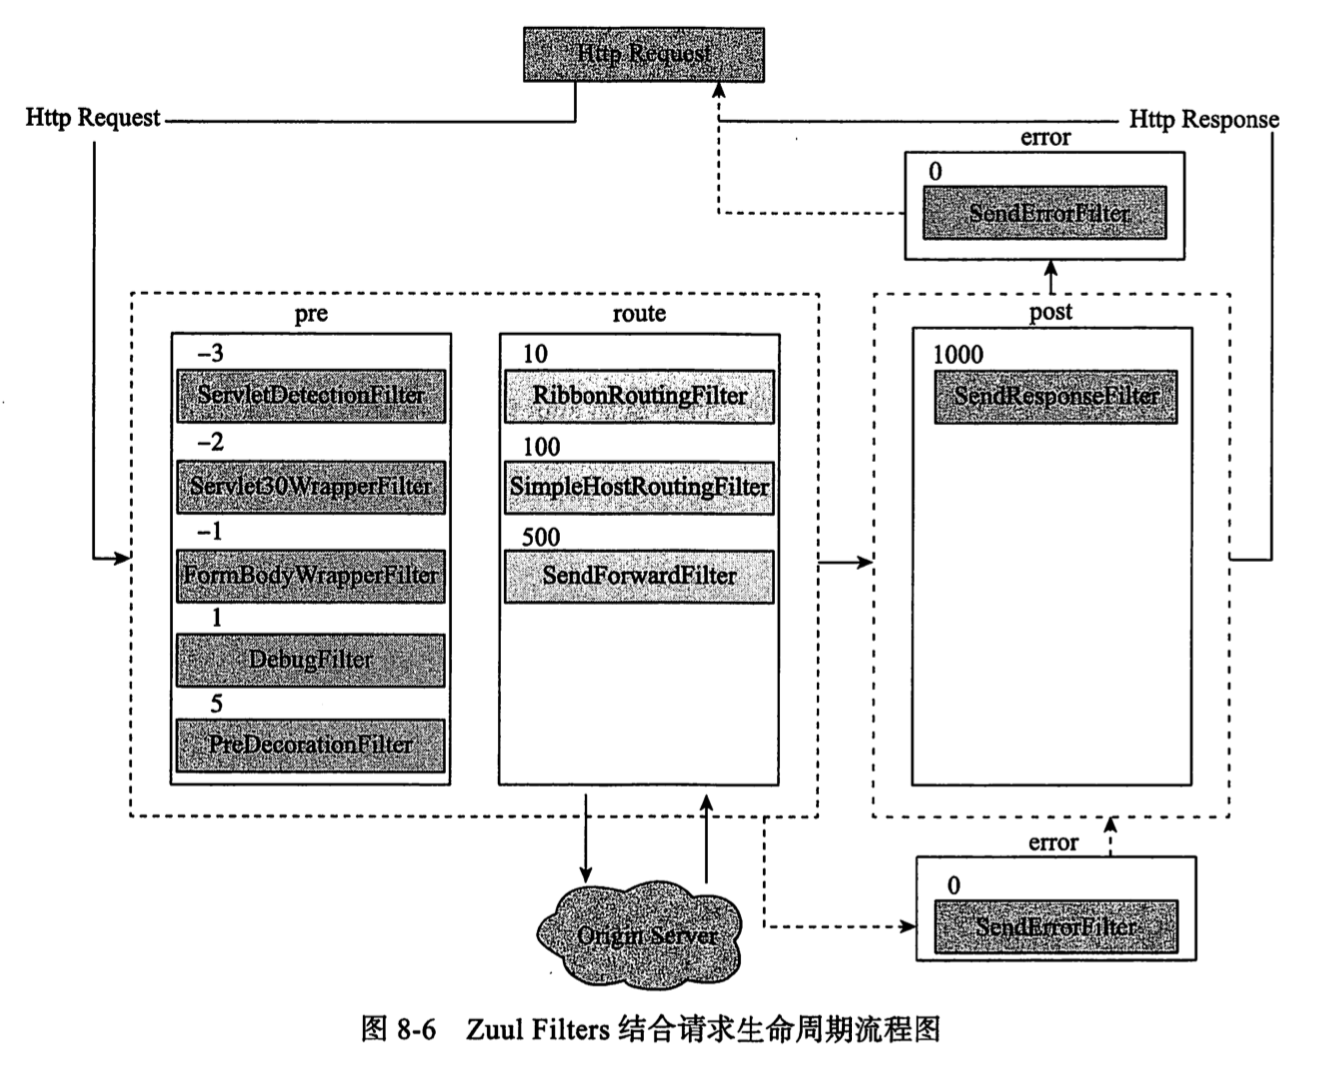 Http Request
Http Request
Http Response
error
0
SendErrorFilter
pre
–3
ServletDetectionFilter
–2
Servlet30WrapperFilter
–1
FormBodyWrapperFilter
1
DebugFilter
5
PreDecorationFilter
route
10
RibbonRoutingFilter
100
SimpleHostRoutingFilter
500
SendForwardFilter
post
1000
SendResponseFilter
error
0
SendErrorFilter
Origin Server
图 8-6 Zuul Filters 结合请求生命周期流程图